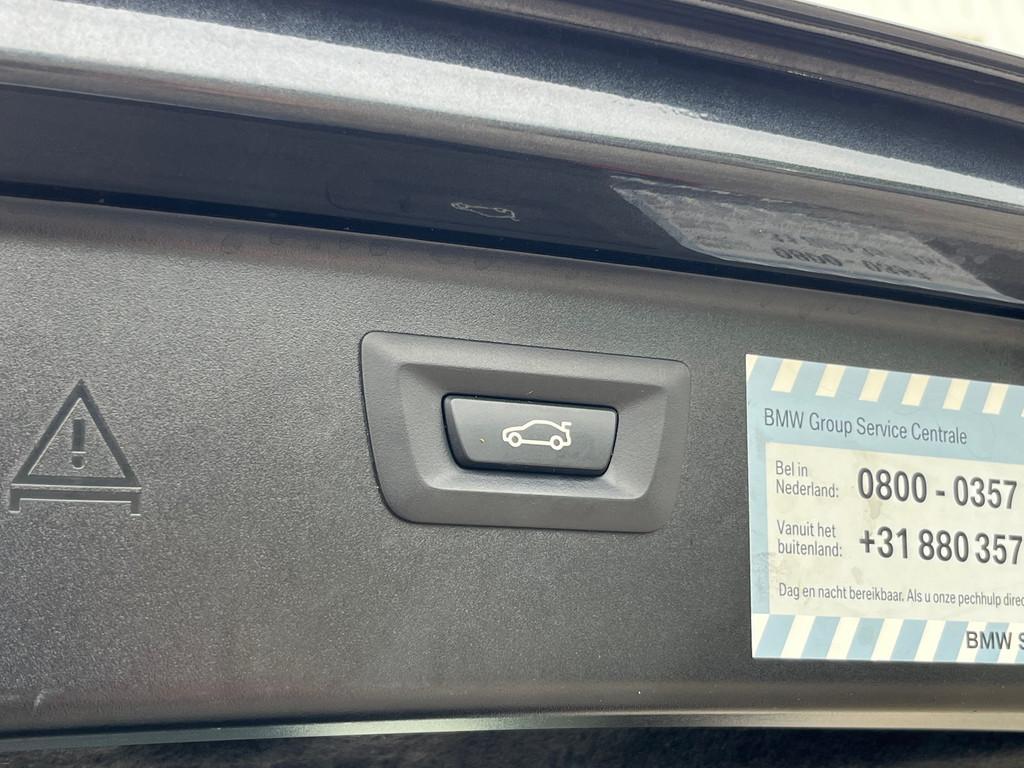 BMW Group Service Centrale
Bel in
Nederland:
0800 - 0357
Vanuit het
buitenland:
+31 880 357
Dag en nacht bereikbaar. Als u onze pechhulp direc
BMW S